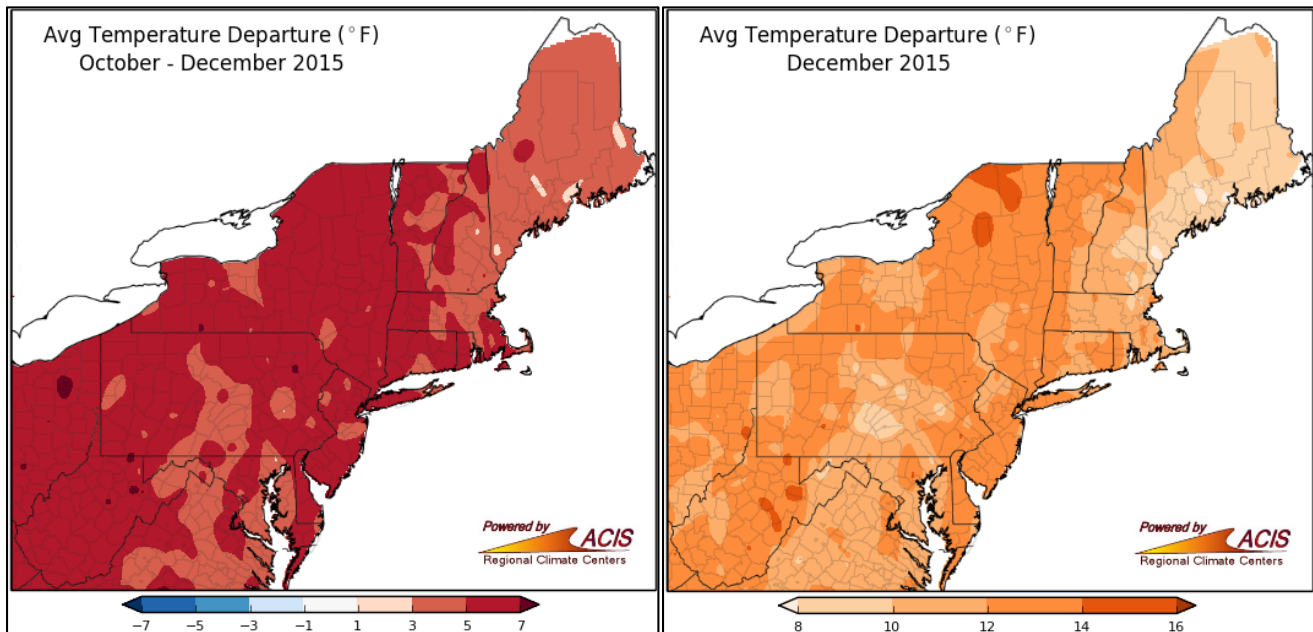 Avg Temperature Departure (°F)
October - December 2015
Powered by
ACIS
Regional Climate Centers
−7 −5 −3 −1 1 3 5 7
Avg Temperature Departure (°F)
December 2015
Powered by
ACIS
Regional Climate Centers
8 10 12 14 16